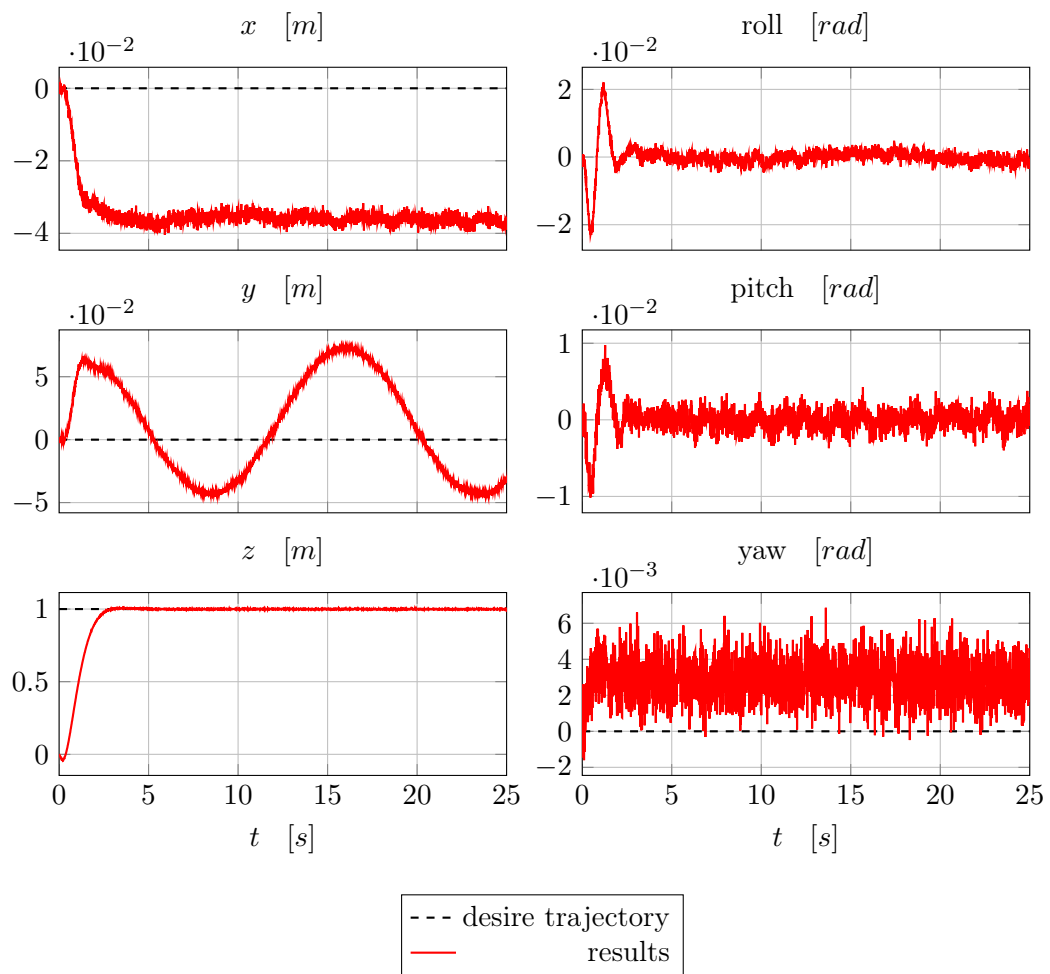 x [m]
·10−2
0
−2
−4
roll [rad]
·10−2
2
0
−2
y [m]
·10−2
5
0
−5
pitch [rad]
·10−2
1
0
−1
z [m]
1
0.5
0
0 5 10 15 20 25
t [s]
yaw [rad]
·10−3
6
4
2
0
−2
0 5 10 15 20 25
t [s]
desire trajectory
results